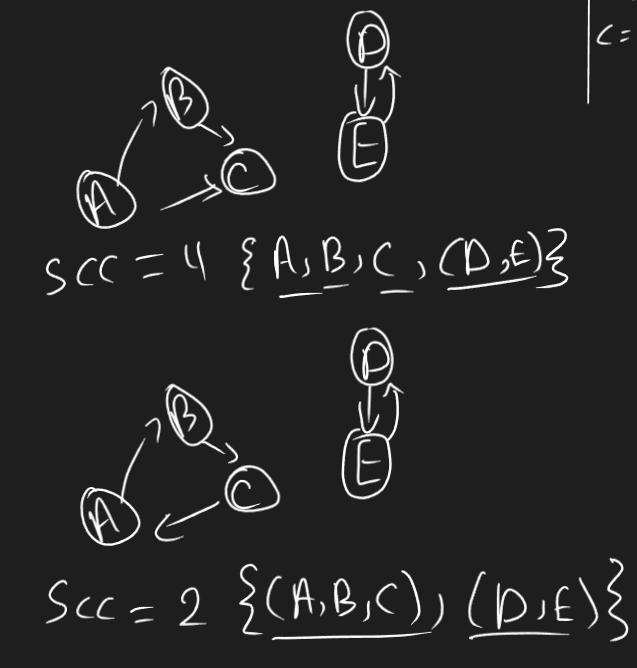 D
C =
B
E
C
A
SCC = 4 {A, B, C, (D, E)}
D
B
E
C
A
SCC = 2 {(A, B, C), (D, E)}